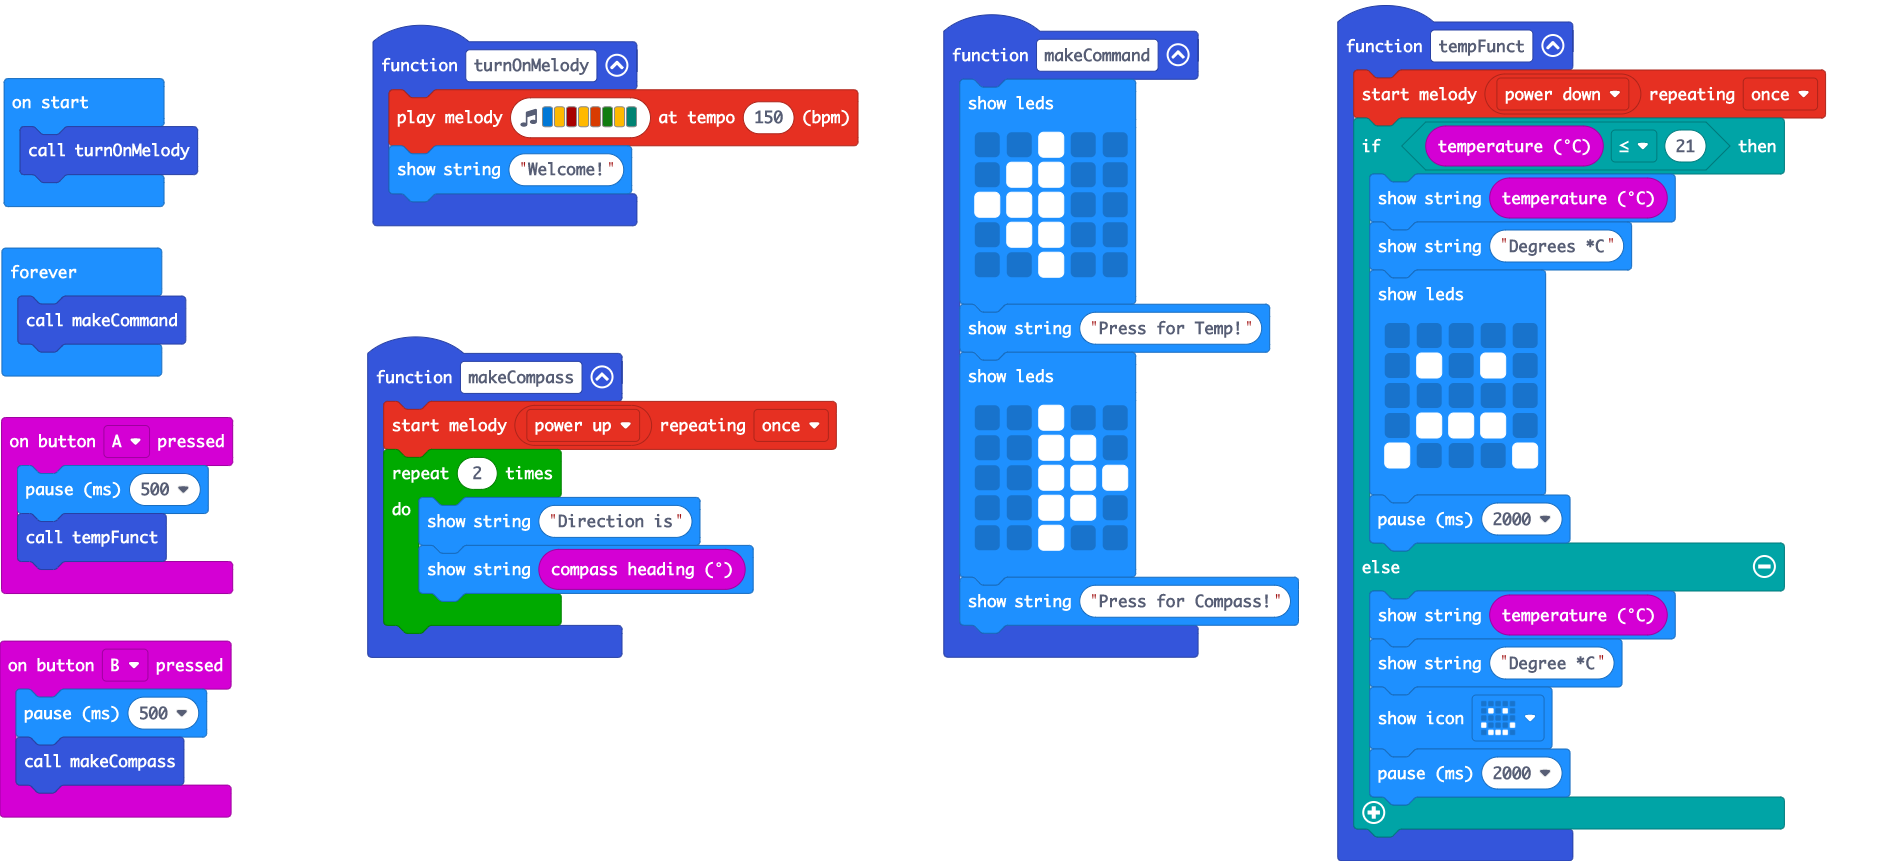 on start
call turnOnMelody
forever
call makeCommand
on button A pressed
pause (ms) 500
call tempFunct
on button B pressed
pause (ms) 500
call makeCompass
function turnOnMelody
play melody at tempo 150 (bpm)
show string "Welcome!"
function makeCompass
start melody power up repeating once
repeat 2 times
do
show string "Direction is"
show string compass heading (°)
function makeCommand
show leds
show string "Press for Temp!"
show leds
show string "Press for Compass!"
function tempFunct
start melody power down repeating once
if temperature (°C) ≤ 21 then
show string temperature (°C)
show string "Degrees *C"
show leds
pause (ms) 2000
else
show string temperature (°C)
show string "Degree *C"
show icon
pause (ms) 2000